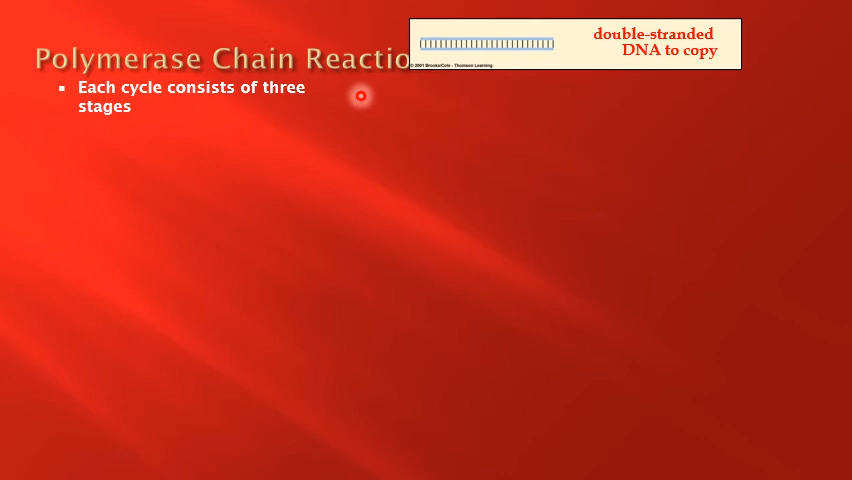 Polymerase Chain Reactio
Each cycle consists of three
stages
double-stranded
DNA to copy
© 2001 Brooks/Cole - Thomson Learning